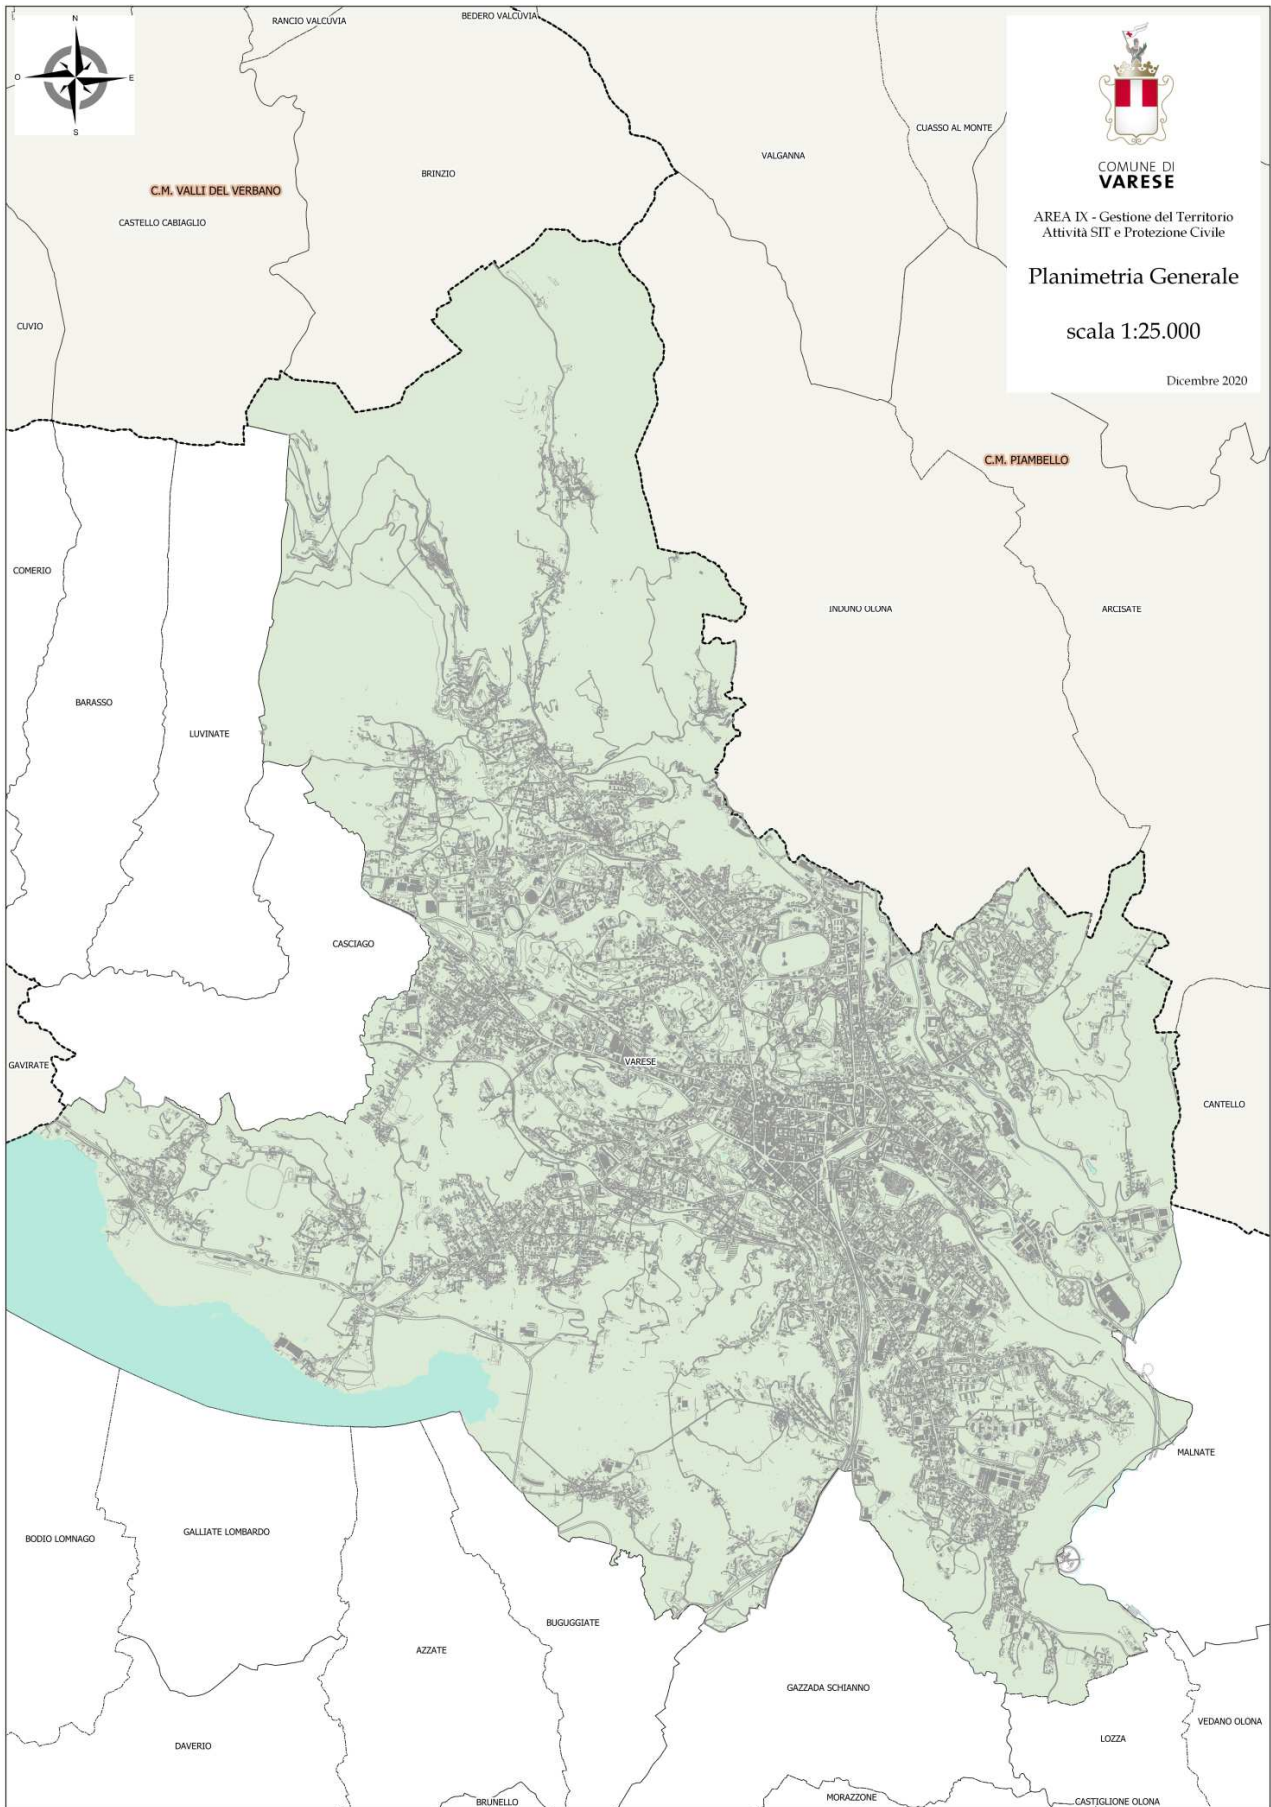 N
O
E
S
RANCIO VALCUVIA
BEDERO VALCUVIA
COMUNE DI
VARESE
AREA IX - Gestione del Territorio
Attività SIT e Protezione Civile
Planimetria Generale
scala 1:25.000
Dicembre 2020
CUASSO AL MONTE
VALGANNA
BRINZIO
C.M. VALLI DEL VERBANO
CASTELLO CABIAGLIO
CUVIO
C.M. PIAMBELLO
COMERIO
INDUNO OLONA
ARCISATE
BARASSO
LUVINATE
CASCIAGO
VARESE
GAVIRATE
CANTELLO
MALNATE
BODIO LOMNAGO
GALLIATE LOMBARDO
BUGUGGIATE
AZZATE
GAZZADA SCHIANNO
VEDANO OLONA
LOZZA
DAVERIO
BRUNELLO
MORAZZONE
CASTIGLIONE OLONA